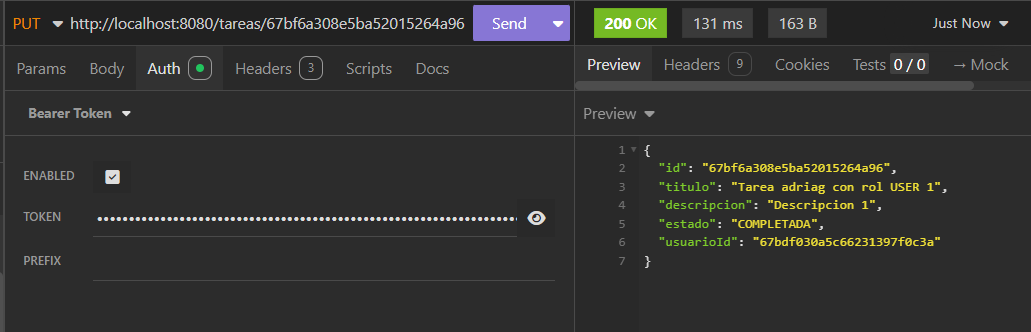 PUT http://localhost:8080/tareas/67bf6a308e5ba52015264a96 Send 200 OK 131 ms 163 B Just Now
Params Body Auth Headers 3 Scripts Docs Preview Headers 9 Cookies Tests 0 / 0 → Mock
Bearer Token Preview
ENABLED
TOKEN ••••••••••••••••••••••••••••••••••••••••••••••••••••••••••••••••••••
PREFIX
1 {
2 "id": "67bf6a308e5ba52015264a96",
3 "titulo": "Tarea adriag con rol USER 1",
4 "descripcion": "Descripcion 1",
5 "estado": "COMPLETADA",
6 "usuarioId": "67bdf030a5c66231397f0c3a"
7 }